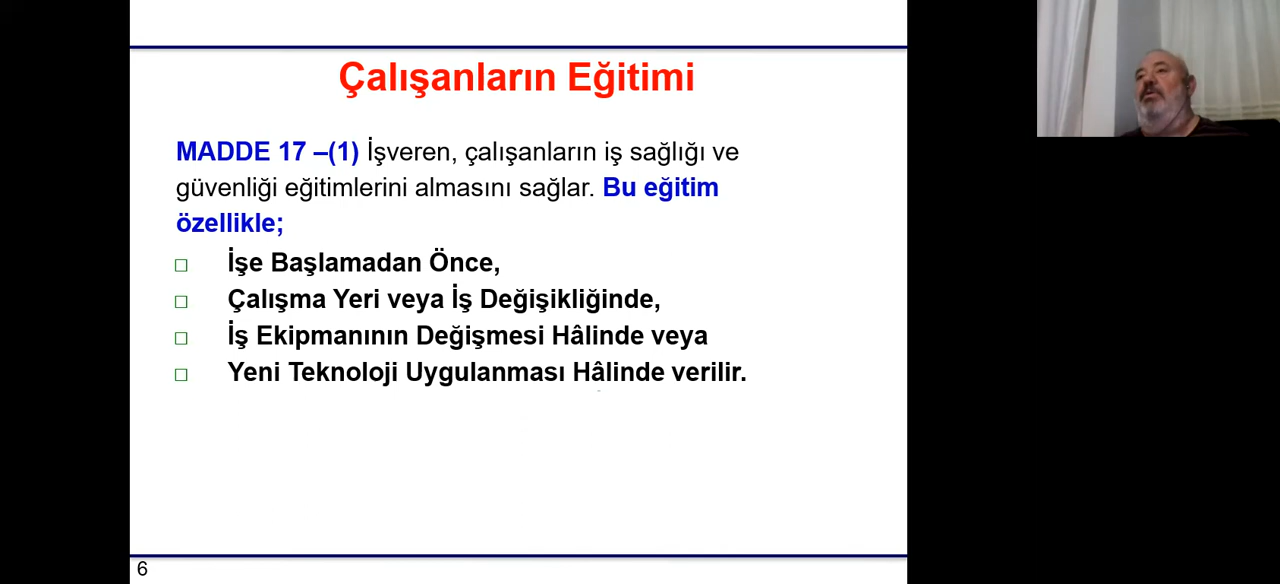 Çalışanların Eğitimi
MADDE 17 –(1) İşveren, çalışanların iş sağlığı ve
güvenliği eğitimlerini almasını sağlar. Bu eğitim
özellikle;
İşe Başlamadan Önce,
Çalışma Yeri veya İş Değişikliğinde,
İş Ekipmanının Değişmesi Hâlinde veya
Yeni Teknoloji Uygulanması Hâlinde verilir.
6